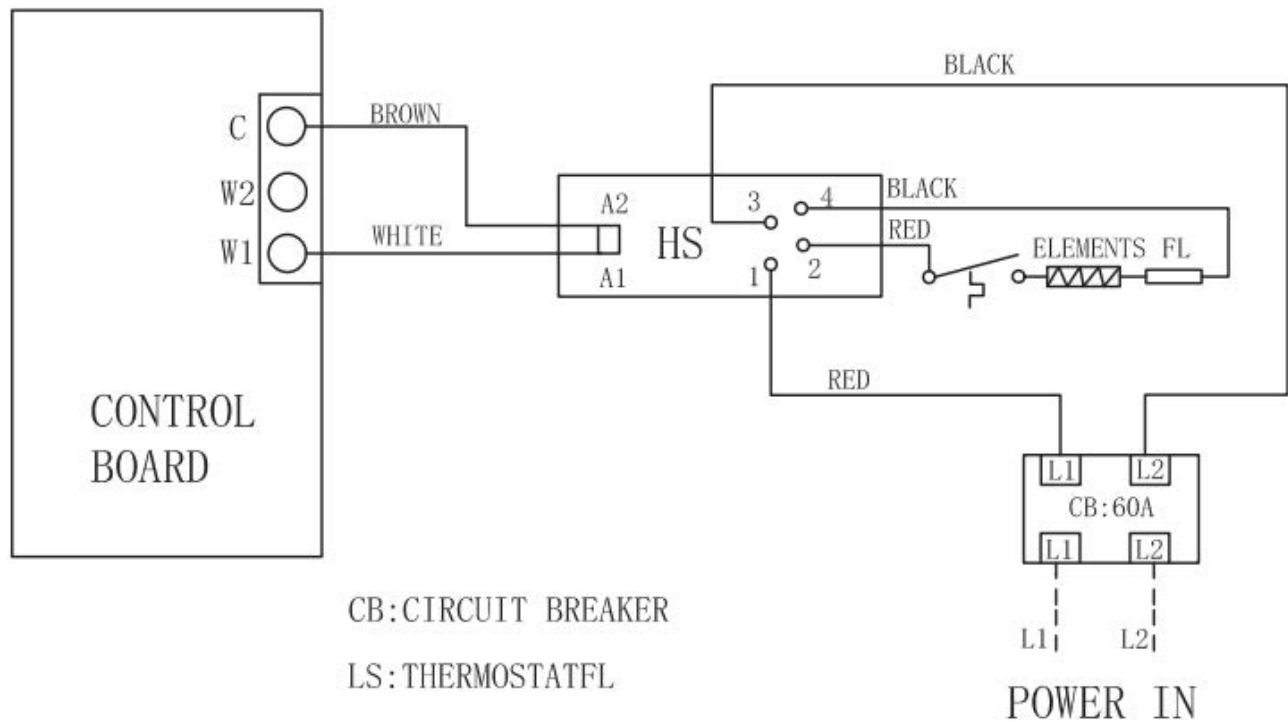 BLACK
C
BROWN
W2
W1
WHITE
A2
A1
HS
3
4
1
2
BLACK
RED
ELEMENTS FL
RED
CONTROL
BOARD
L1
L2
CB:60A
L1
L2
L1
L2
POWER IN
CB:CIRCUIT BREAKER
LS:THERMOSTATFL